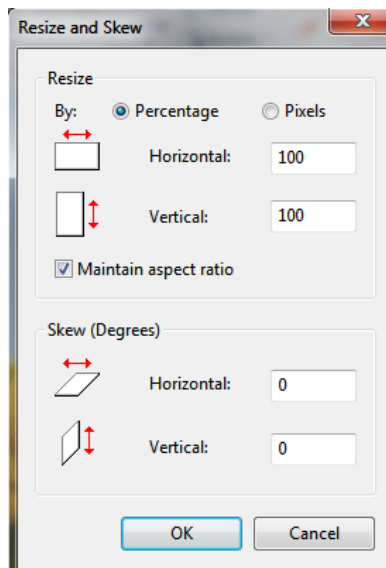 Resize and Skew
Resize
By: Percentage Pixels
Horizontal: 100
Vertical: 100
Maintain aspect ratio
Skew (Degrees)
Horizontal: 0
Vertical: 0
OK Cancel